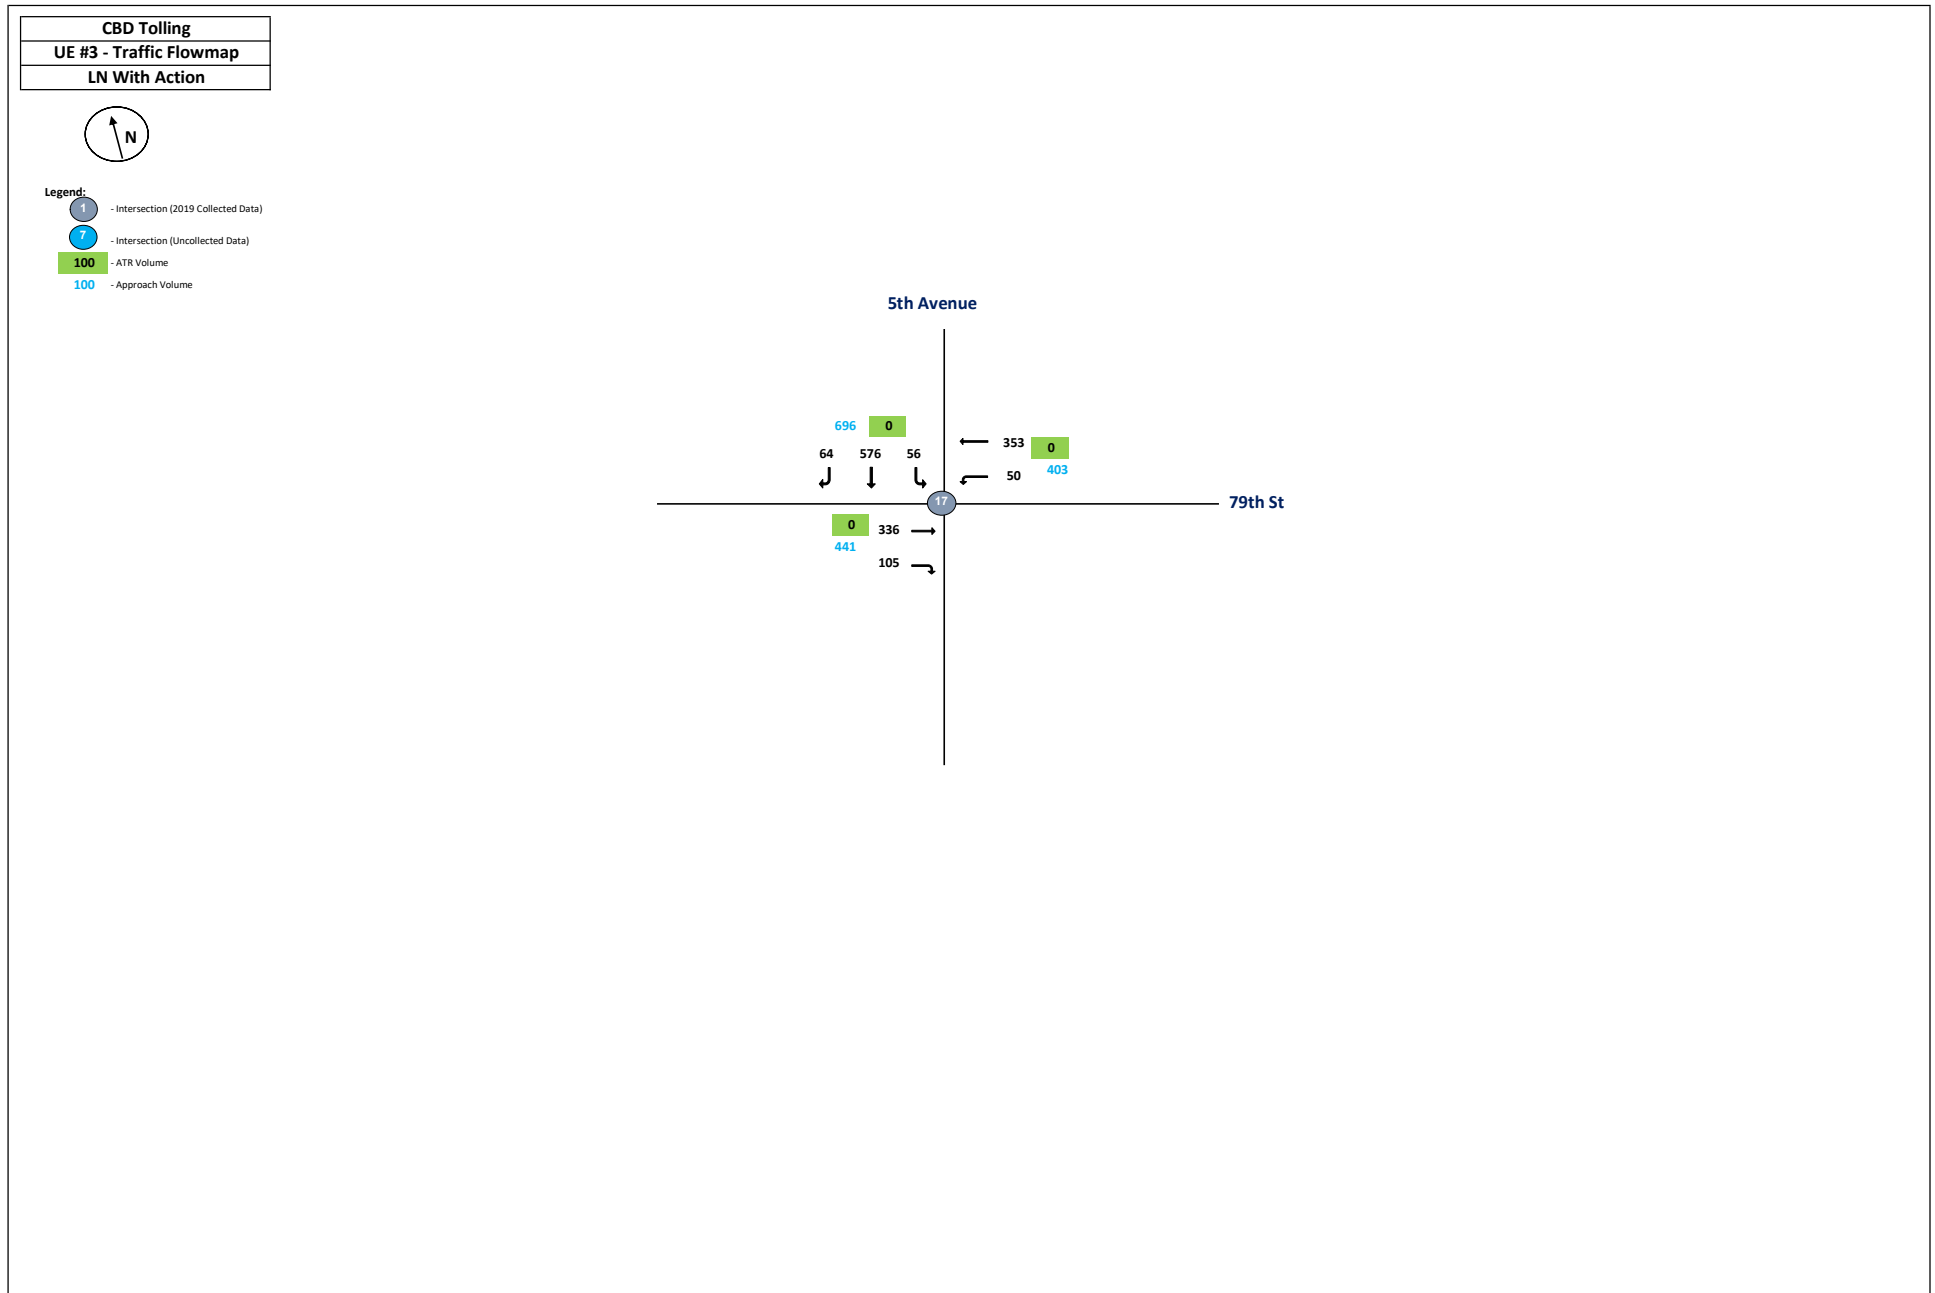 CBD Tolling
UE #3 - Traffic Flowmap
LN With Action
N
Legend:
1 - Intersection (2019 Collected Data)
7 - Intersection (Uncollected Data)
100 - ATR Volume
100 - Approach Volume
5th Avenue
696 0
353 0
64 576 56
50 403
17
79th St
0 336
441
105